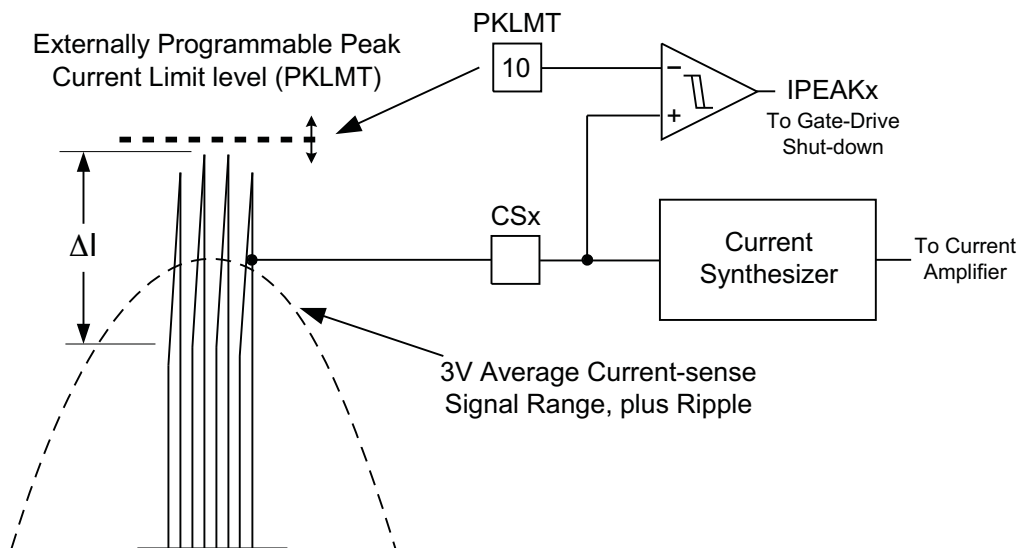 Externally Programmable Peak
Current Limit level (PKLMT)
PKLMT
10
−
+
IPEAKx
To Gate-Drive
Shut-down
ΔI
CSx
Current
Synthesizer
To Current
Amplifier
3V Average Current-sense
Signal Range, plus Ripple